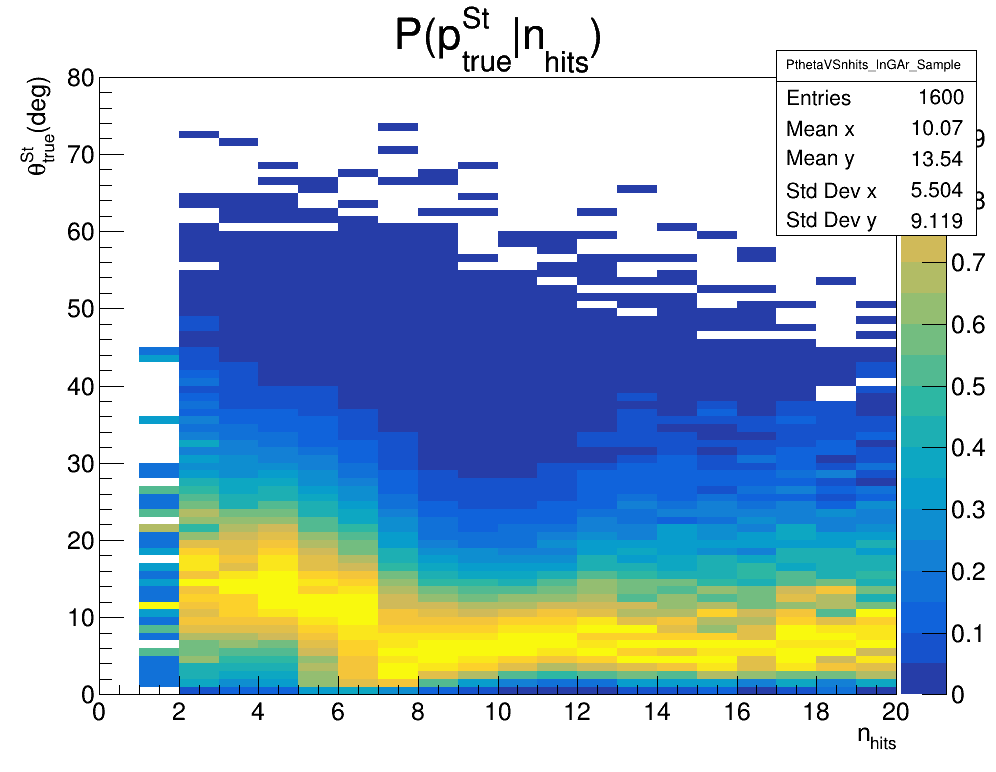 P(p^St_true|n_hits)
θ^St_true(deg)
PthetaVSnhits_InGAr_Sample
Entries 1600
Mean x 10.07
Mean y 13.54
Std Dev x 5.504
Std Dev y 9.119
80
70
60
50
40
30
20
10
0
0 2 4 6 8 10 12 14 16 18 20
n_hits
9
8
0.7
0.6
0.5
0.4
0.3
0.2
0.1
0